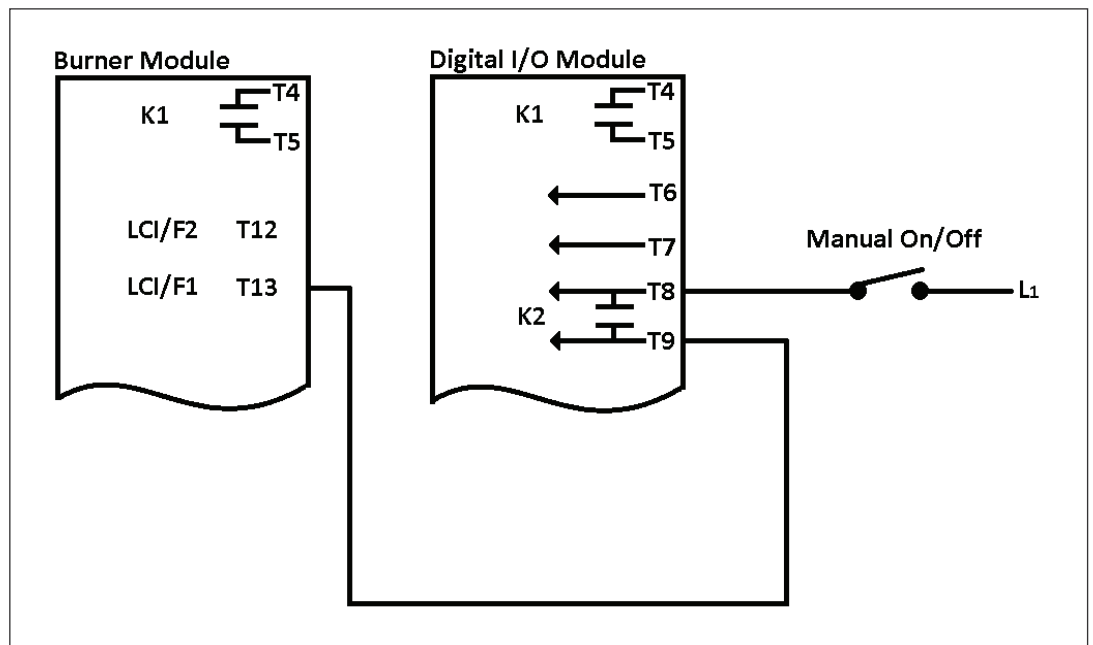 Burner Module
K1
T4
T5
LCI/F2 T12
LCI/F1 T13
Digital I/O Module
K1
T4
T5
T6
T7
T8
K2
T9
Manual On/Off
L1